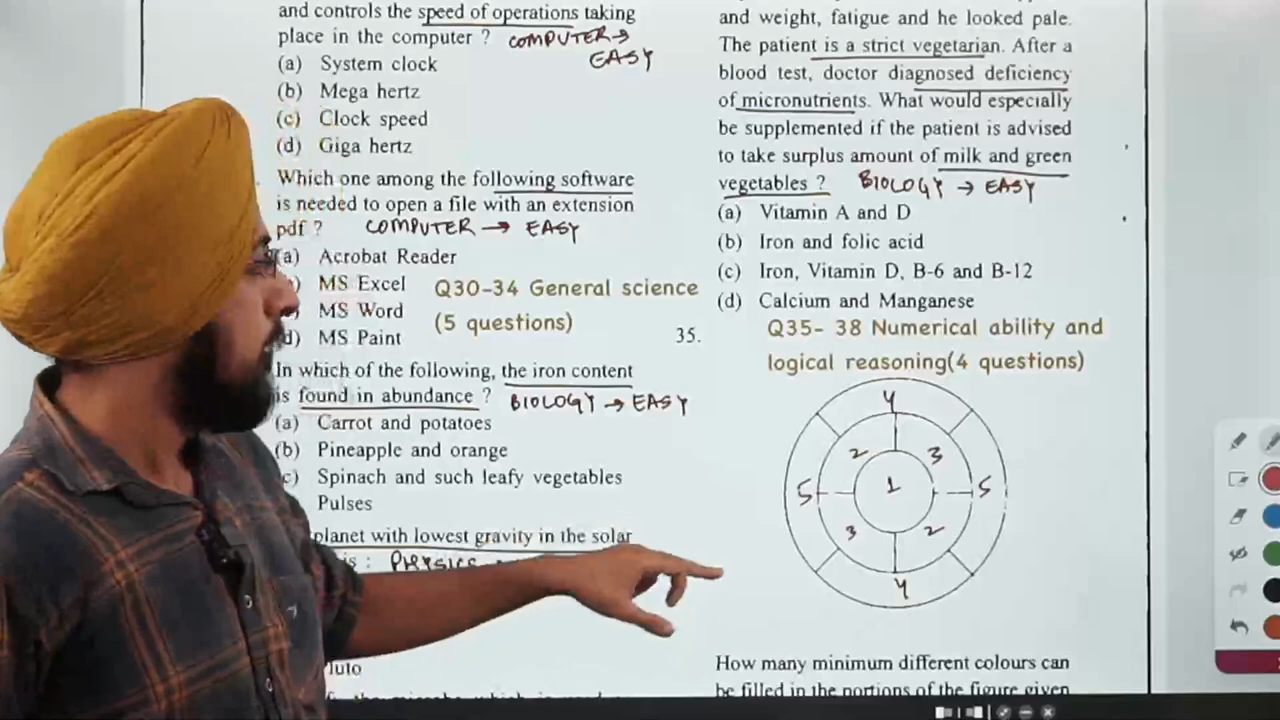 and controls the speed of operations taking
place in the computer ? COMPUTER →
EASY
(a) System clock
(b) Mega hertz
(c) Clock speed
(d) Giga hertz
Which one among the following software
is needed to open a file with an extension
pdf ? COMPUTER → EASY
(a) Acrobat Reader
MS Excel
MS Word
MS Paint
Q30-34 General science
(5 questions)
In which of the following, the iron content
is found in abundance ? BIOLOGY → EASY
(a) Carrot and potatoes
(b) Pineapple and orange
(c) Spinach and such leafy vegetables
Pulses
planet with lowest gravity in the solar
is : PHYSICS
and weight, fatigue and he looked pale.
The patient is a strict vegetarian. After a
blood test, doctor diagnosed deficiency
of micronutrients. What would especially
be supplemented if the patient is advised
to take surplus amount of milk and green
vegetables ? BIOLOGY → EASY
(a) Vitamin A and D
(b) Iron and folic acid
(c) Iron, Vitamin D, B-6 and B-12
(d) Calcium and Manganese
35.
Q35- 38 Numerical ability and
logical reasoning(4 questions)
4
2 3
5 1 5
3 2
4
How many minimum different colours can
be filled in the portions of the figure given